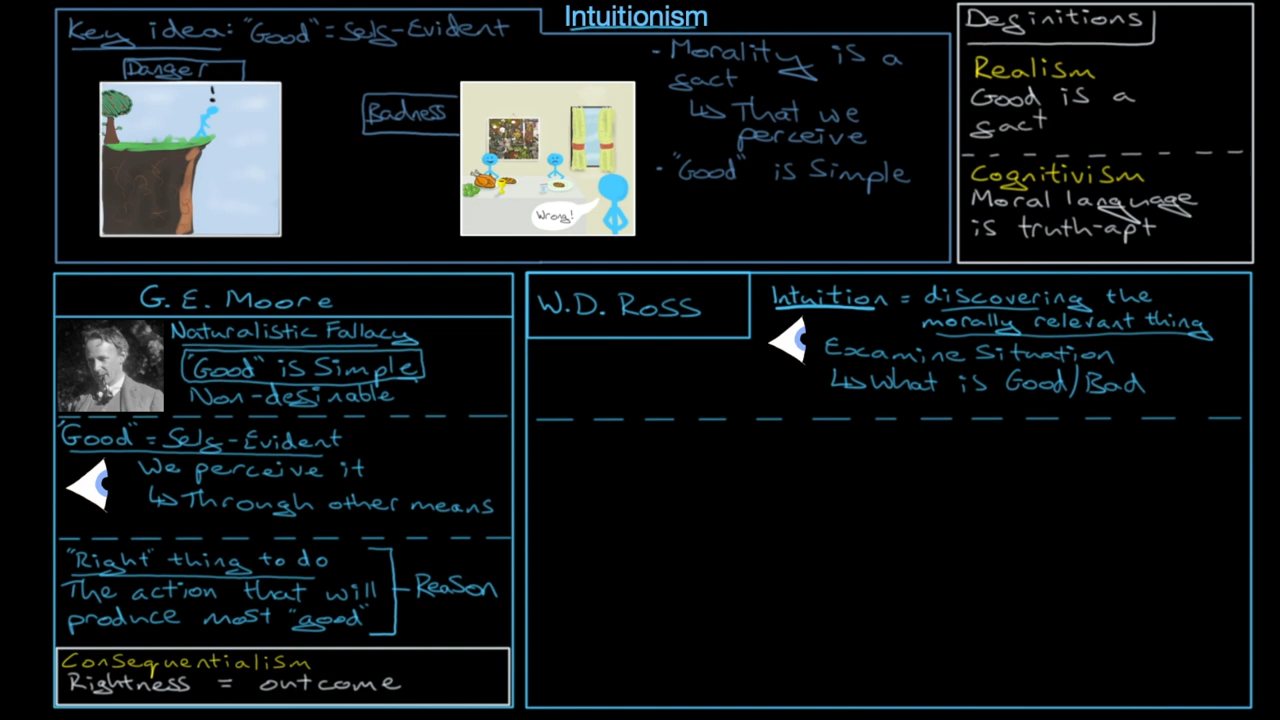 Intuitionism
Key idea: "Good" = Self-Evident
Danger
!
Badness
Wrong!
- Morality is a
fact
↳ That we
perceive
- "Good" is Simple
Definitions
Realism
Good is a
fact
Cognitivism
Moral language
is truth-apt
G. E. Moore
Naturalistic Fallacy
"Good" is Simple
Non-definable
"Good" = Self-Evident
We perceive it
↳ Through other means
"Right" thing to do
The action that will
produce most "good"
Reason
Consequentialism
Rightness = outcome
W.D. Ross
Intuition = discovering the
morally relevant thing
Examine Situation
↳ What is Good/Bad